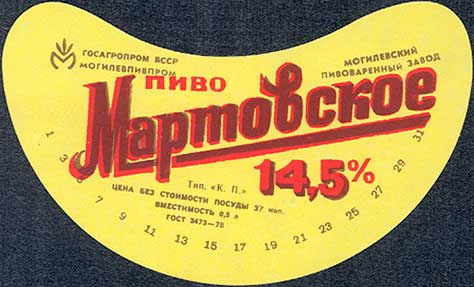 ГОСАГРОПРОМ БССР
МОГИЛЕВПИВПРОМ
МОГИЛЕВСКИЙ
ПИВОВАРЕННЫЙ ЗАВОД
ПИВО
Мартовское
14,5%
Тип. «К. П.»
ЦЕНА БЕЗ СТОИМОСТИ ПОСУДЫ 37 коп.
ВМЕСТИМОСТЬ 0,5 л
ГОСТ 3473—78
1 3 5 7 9 11 13 15 17 19 21 23 25 27 29 31